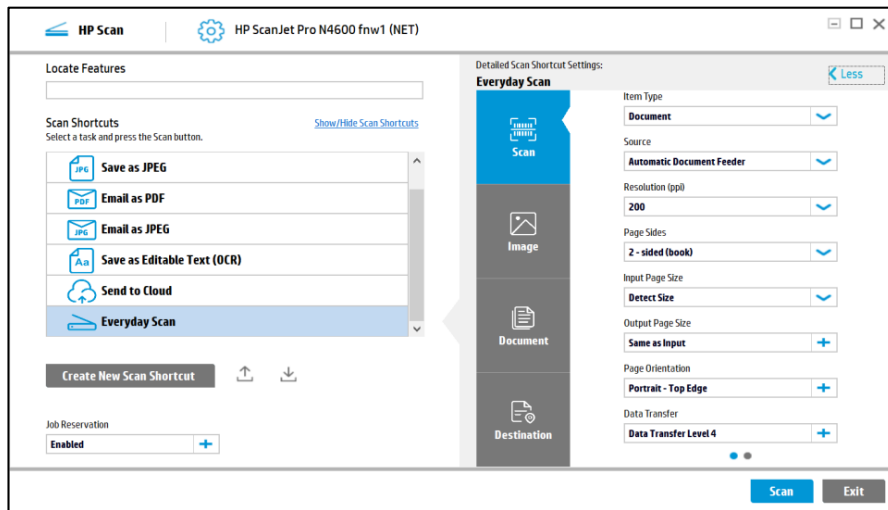 HP Scan
HP ScanJet Pro N4600 fnw1 (NET)
Locate Features
Scan Shortcuts
Show/Hide Scan Shortcuts
Select a task and press the Scan button.
JPG
Save as JPEG
PDF
Email as PDF
JPG
Email as JPEG
Aa
Save as Editable Text (OCR)
Send to Cloud
Everyday Scan
Create New Scan Shortcut
Job Reservation
Enabled
Detailed Scan Shortcut Settings:
Everyday Scan
Less
Scan
Image
Document
Destination
Item Type
Document
Source
Automatic Document Feeder
Resolution (ppi)
200
Page Sides
2 - sided (book)
Input Page Size
Detect Size
Output Page Size
Same as Input
Page Orientation
Portrait - Top Edge
Data Transfer
Data Transfer Level 4
Scan
Exit